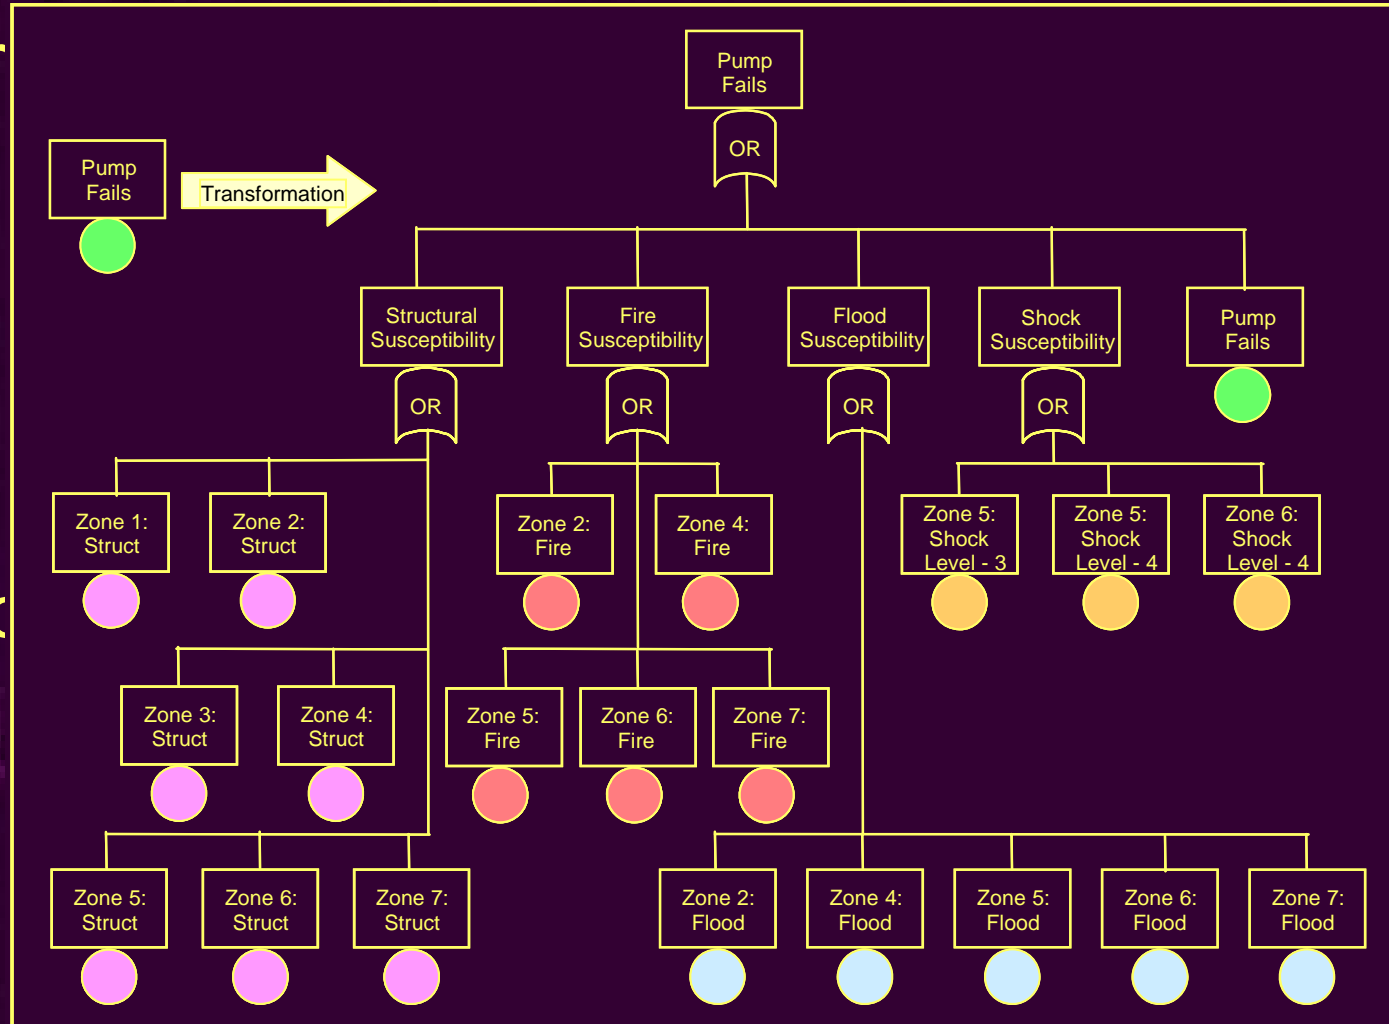 Pump
Fails
OR
Pump
Fails
Transformation
Structural
Susceptibility
Fire
Susceptibility
Flood
Susceptibility
Shock
Susceptibility
Pump
Fails
OR
OR
OR
OR
Zone 1:
Struct
Zone 2:
Struct
Zone 2:
Fire
Zone 4:
Fire
Zone 5:
Shock
Level - 3
Zone 5:
Shock
Level - 4
Zone 6:
Shock
Level - 4
Zone 3:
Struct
Zone 4:
Struct
Zone 5:
Fire
Zone 6:
Fire
Zone 7:
Fire
Zone 5:
Struct
Zone 6:
Struct
Zone 7:
Struct
Zone 2:
Flood
Zone 4:
Flood
Zone 5:
Flood
Zone 6:
Flood
Zone 7:
Flood